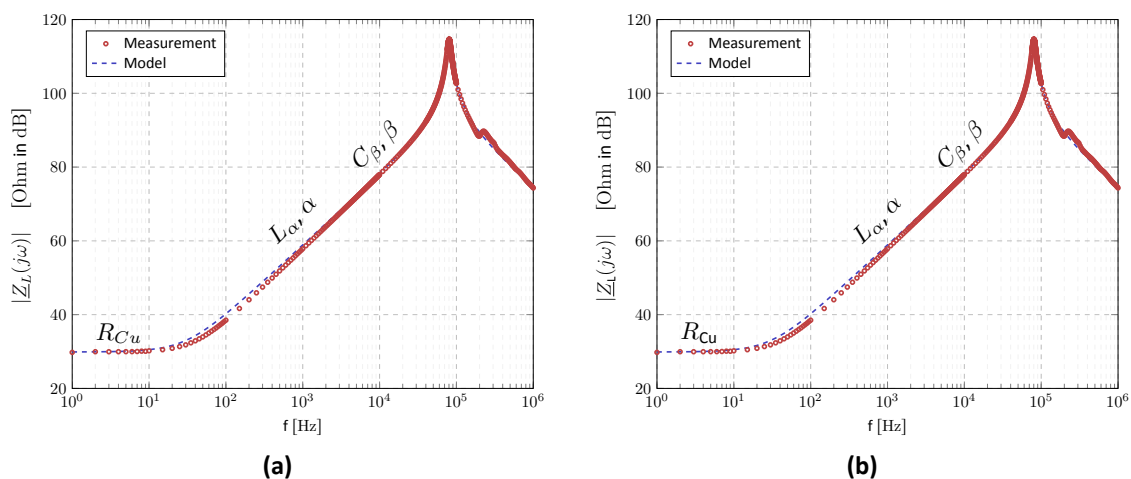 120
100
80
60
40
20
|Z_L(jω)| [Ohm in dB]
Measurement
Model
R_Cu
L_α, α
C_β, β
10^0 10^1 10^2 10^3 10^4 10^5 10^6
f [Hz]
(a)
120
100
80
60
40
20
|Z_L(jω)| [Ohm in dB]
Measurement
Model
R_Cu
L_α, α
C_β, β
10^0 10^1 10^2 10^3 10^4 10^5 10^6
f [Hz]
(b)